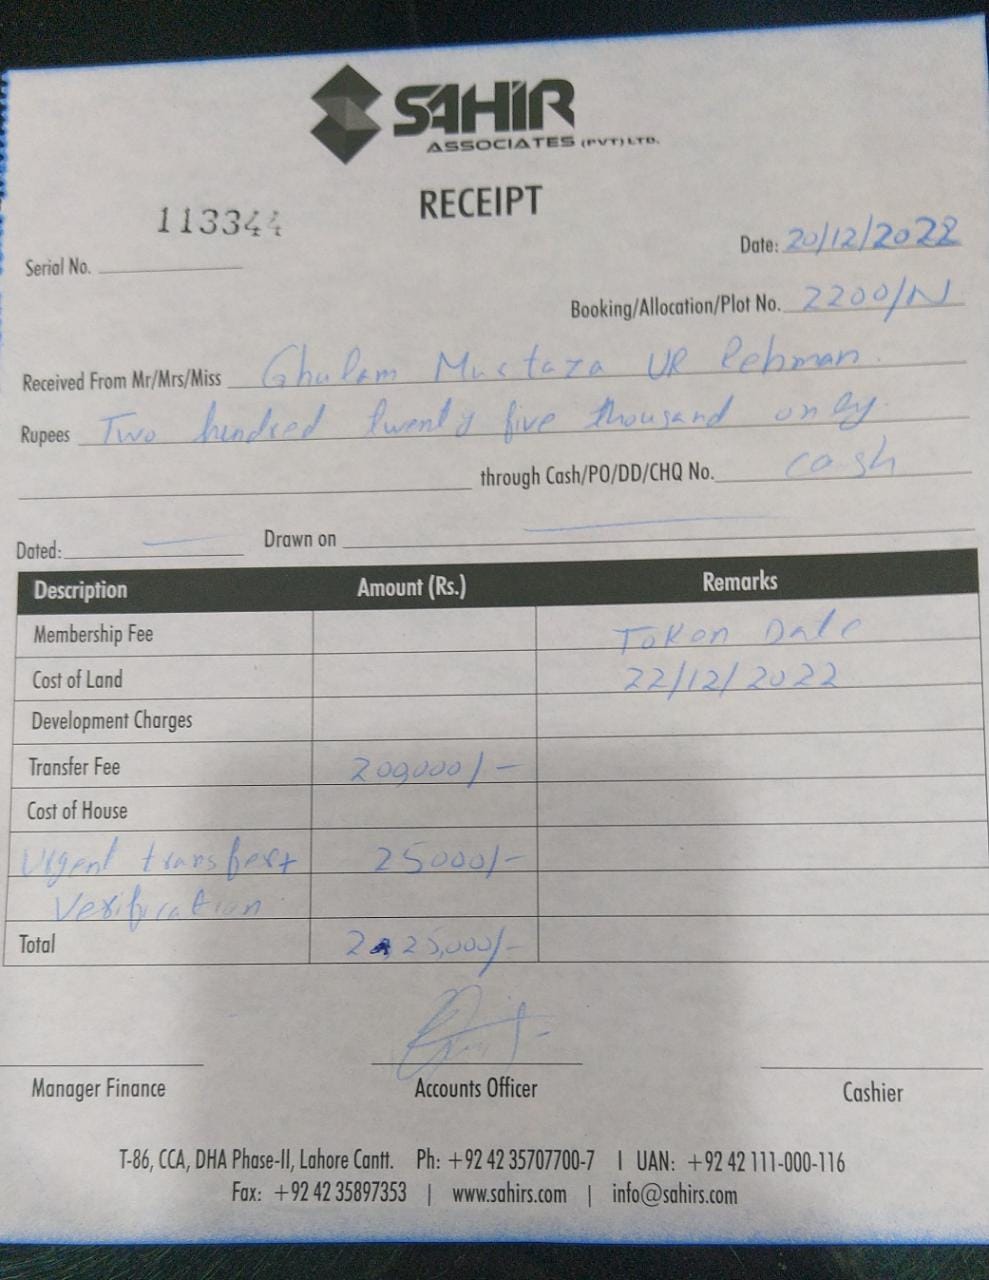 SAHIR
ASSOCIATES (PVT) LTD.
RECEIPT
113344
Serial No.
Date: 20/12/2022
Booking/Allocation/Plot No. 2200/N
Received From Mr/Mrs/Miss Ghulam Mustaza UR Rehman.
Rupees Two hundred twenty five thousand only.
through Cash/PO/DD/CHQ No. cash
Dated: — Drawn on —
Description Amount (Rs.) Remarks
Membership Fee Token Date
Cost of Land 22/12/2022
Development Charges
Transfer Fee 200,000/-
Cost of House
Urgent transfer+ 25000/-
Verification
Total 225,000/-
Manager Finance Accounts Officer Cashier
T-86, CCA, DHA Phase-II, Lahore Cantt. Ph: +92 42 35707700-7 | UAN: +92 42 111-000-116
Fax: +92 42 35897353 | www.sahirs.com | info@sahirs.com